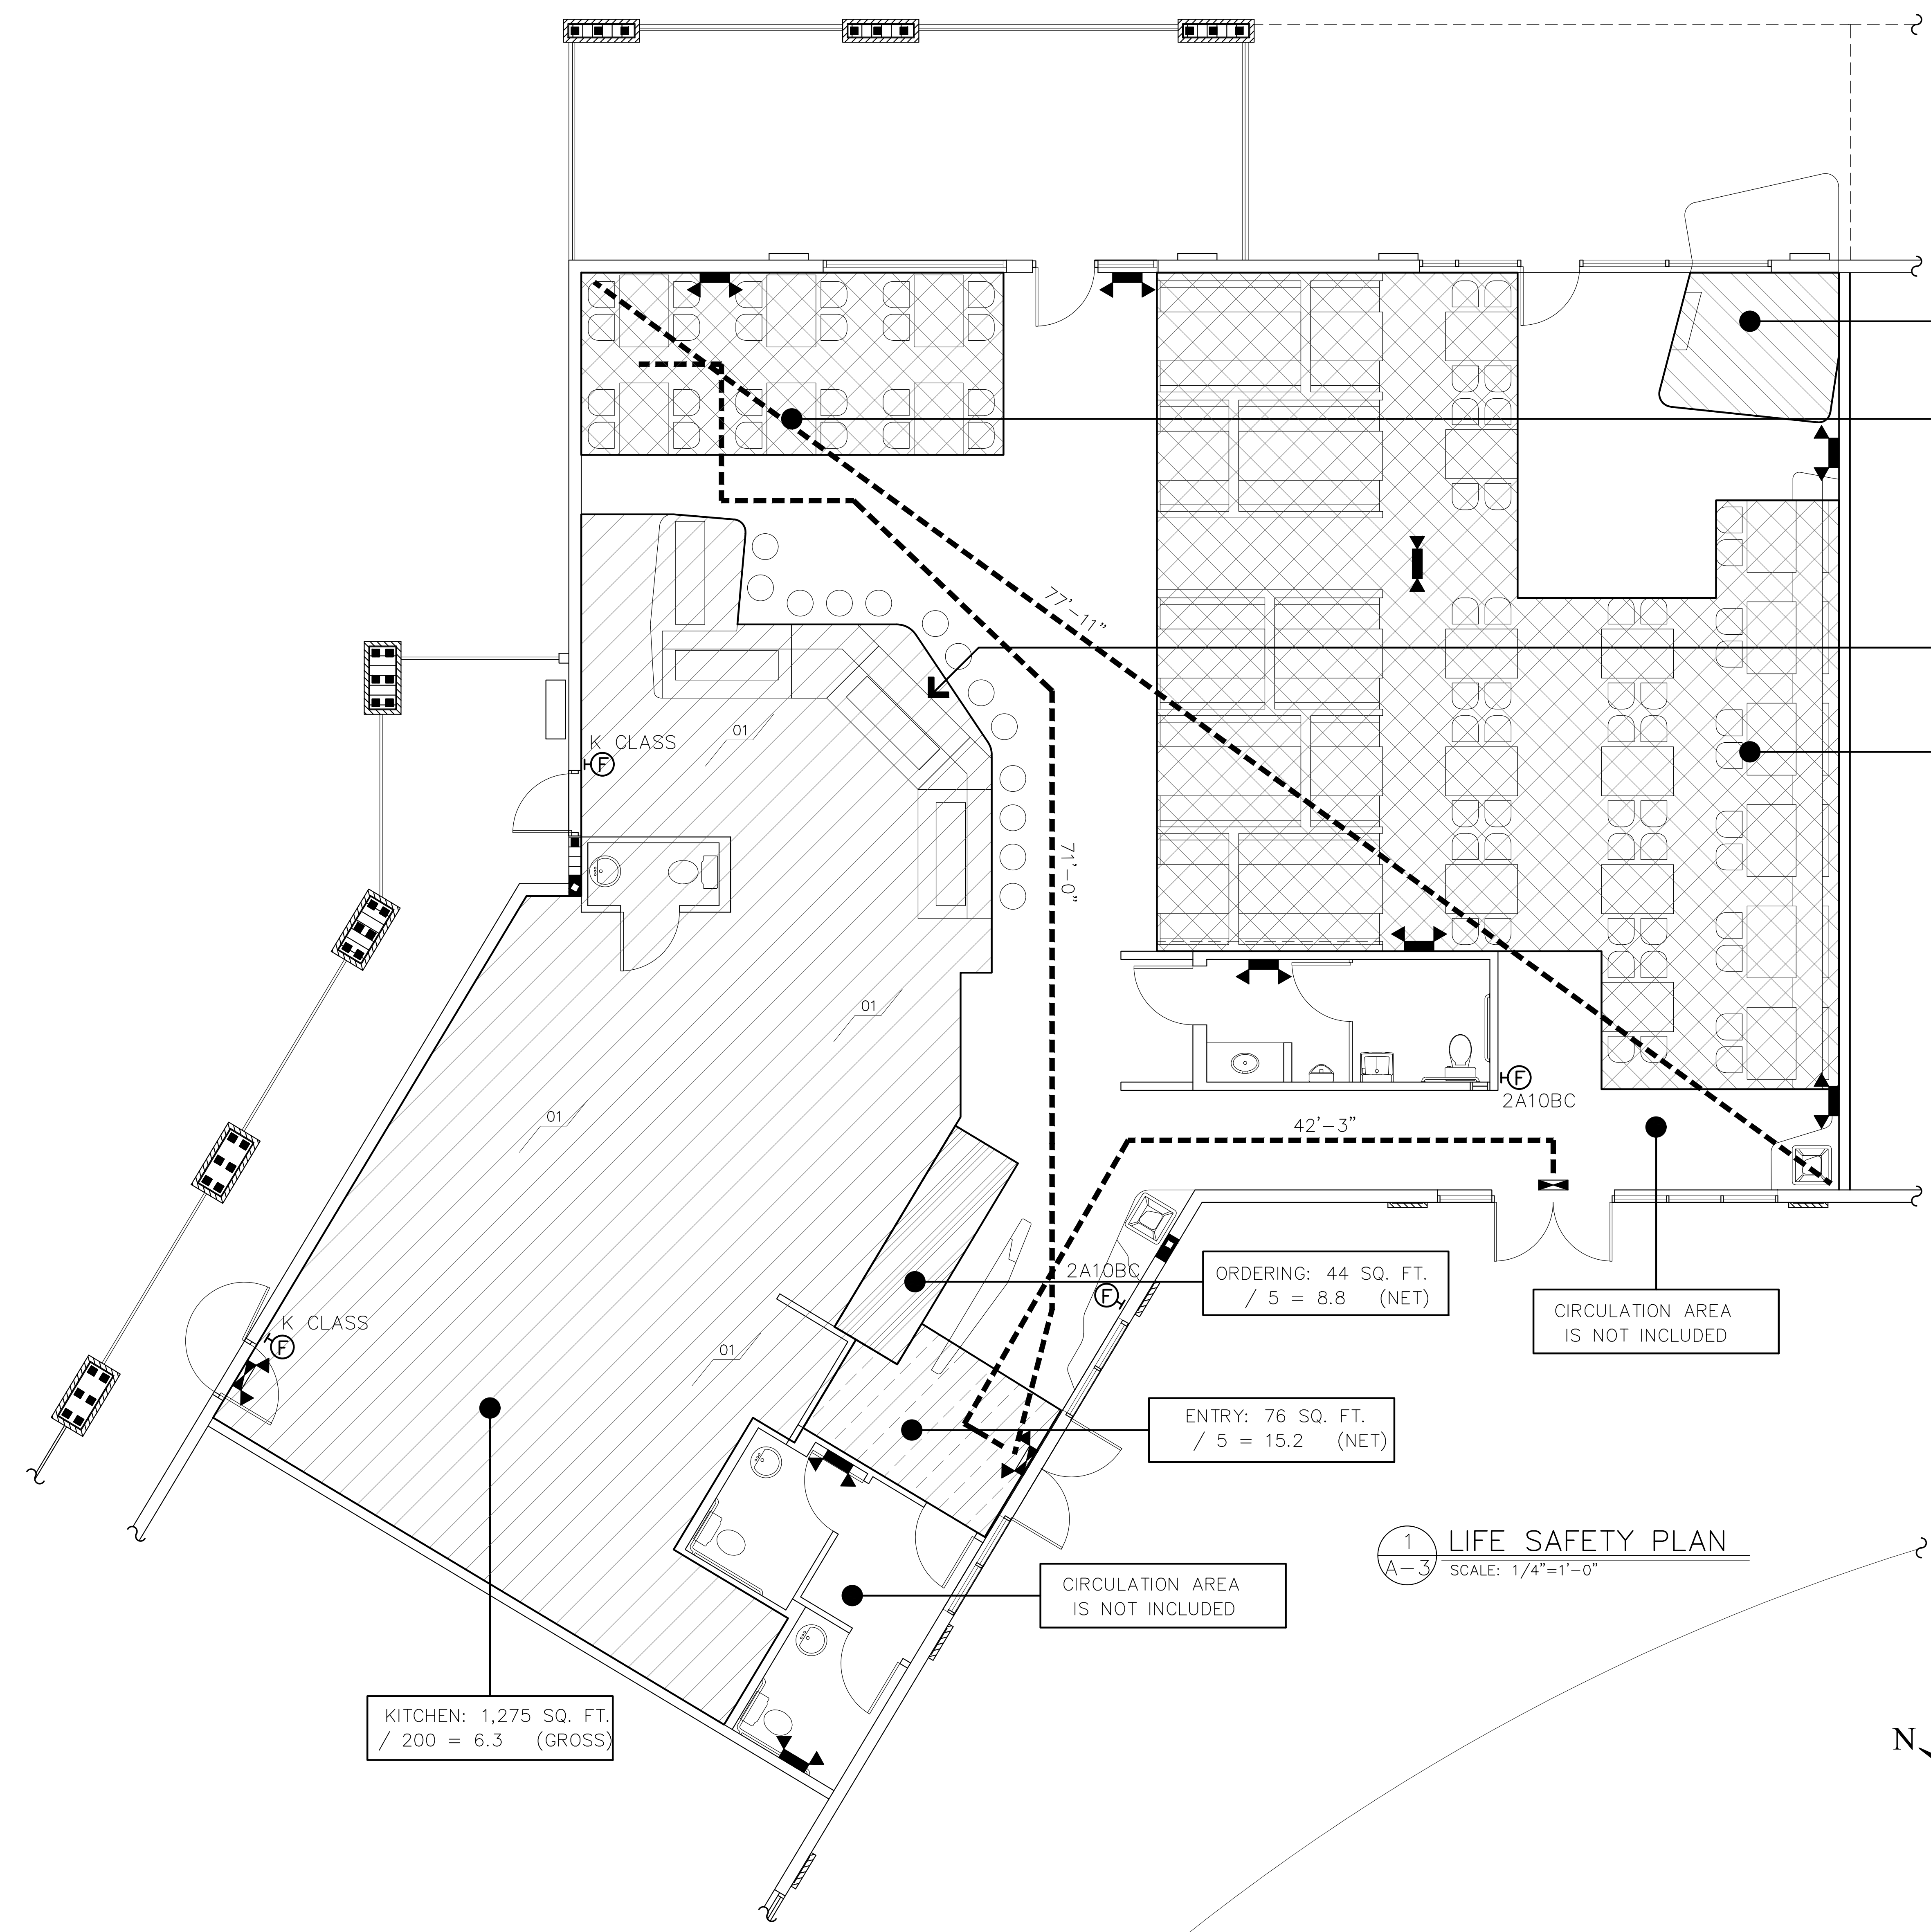 77'-11"
K CLASS
F
01
71'-0"
01
01
F
2A10BC
42'-3"
2A10BC
F
ORDERING: 44 SQ. FT.
/ 5 = 8.8 (NET)
CIRCULATION AREA
IS NOT INCLUDED
K CLASS
F
01
ENTRY: 76 SQ. FT.
/ 5 = 15.2 (NET)
1
A-3
LIFE SAFETY PLAN
SCALE: 1/4"=1'-0"
CIRCULATION AREA
IS NOT INCLUDED
KITCHEN: 1,275 SQ. FT.
/ 200 = 6.3 (GROSS)
N